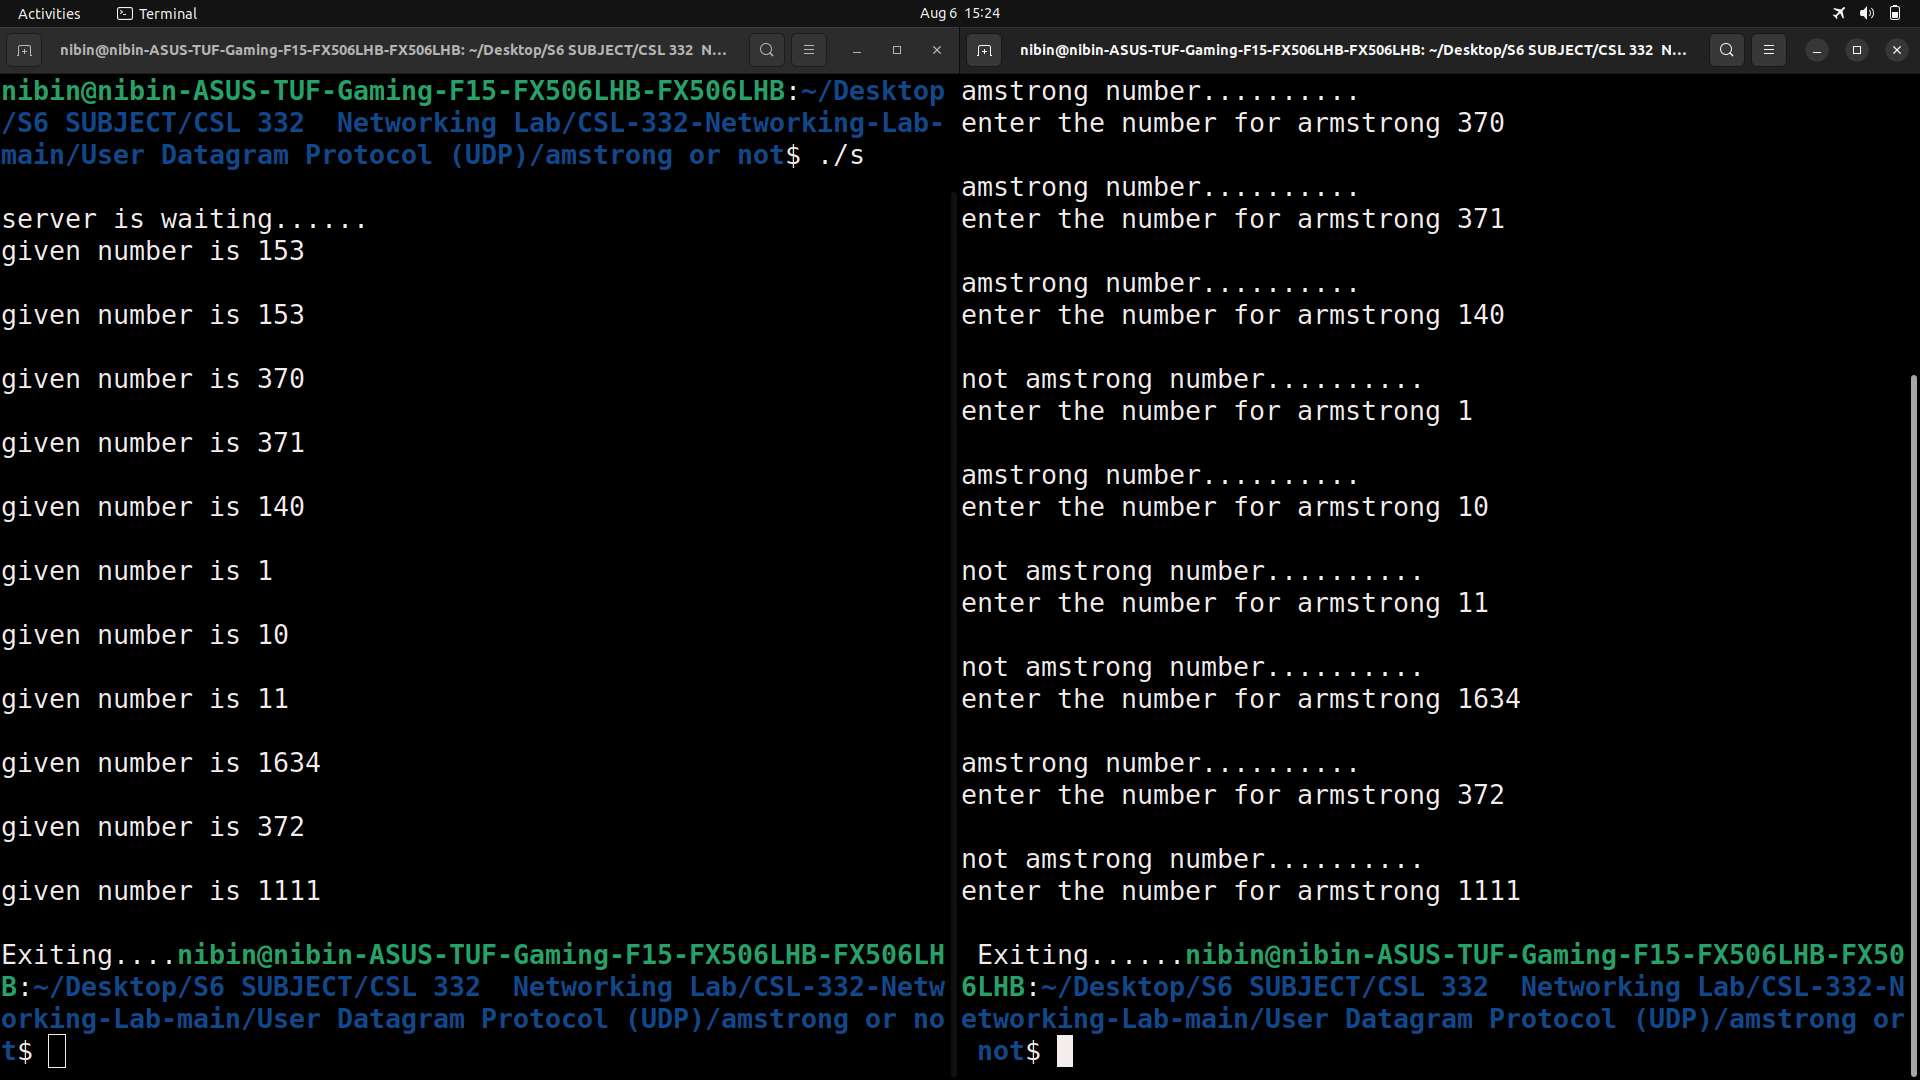 Activities Terminal Aug 6 15:24
nibin@nibin-ASUS-TUF-Gaming-F15-FX506LHB-FX506LHB: ~/Desktop/S6 SUBJECT/CSL 332  N...
nibin@nibin-ASUS-TUF-Gaming-F15-FX506LHB-FX506LHB:~/Desktop
/S6 SUBJECT/CSL 332  Networking Lab/CSL-332-Networking-Lab-
main/User Datagram Protocol (UDP)/amstrong or not$ ./s
server is waiting......
given number is 153
given number is 153
given number is 370
given number is 371
given number is 140
given number is 1
given number is 10
given number is 11
given number is 1634
given number is 372
given number is 1111
Exiting....nibin@nibin-ASUS-TUF-Gaming-F15-FX506LHB-FX506LH
B:~/Desktop/S6 SUBJECT/CSL 332  Networking Lab/CSL-332-Netw
orking-Lab-main/User Datagram Protocol (UDP)/amstrong or no
t$
nibin@nibin-ASUS-TUF-Gaming-F15-FX506LHB-FX506LHB: ~/Desktop/S6 SUBJECT/CSL 332  N...
amstrong number..........
enter the number for armstrong 370
amstrong number..........
enter the number for armstrong 371
amstrong number..........
enter the number for armstrong 140
not amstrong number..........
enter the number for armstrong 1
amstrong number..........
enter the number for armstrong 10
not amstrong number..........
enter the number for armstrong 11
not amstrong number..........
enter the number for armstrong 1634
amstrong number..........
enter the number for armstrong 372
not amstrong number..........
enter the number for armstrong 1111
Exiting......nibin@nibin-ASUS-TUF-Gaming-F15-FX506LHB-FX50
6LHB:~/Desktop/S6 SUBJECT/CSL 332  Networking Lab/CSL-332-N
etworking-Lab-main/User Datagram Protocol (UDP)/amstrong or
not$